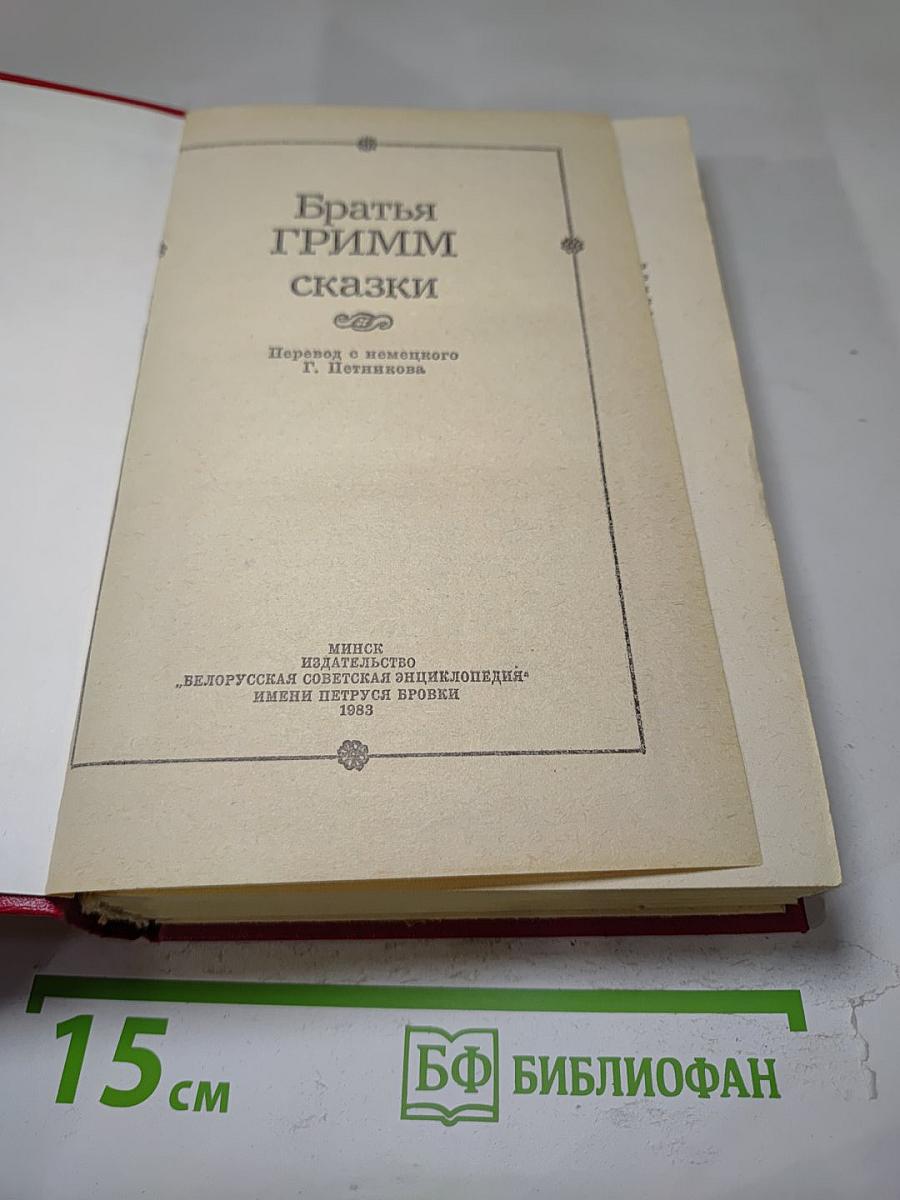 Братья
ГРИММ
сказки
Перевод с немецкого
Г. Петникова
МИНСК
ИЗДАТЕЛЬСТВО
„БЕЛОРУССКАЯ СОВЕТСКАЯ ЭНЦИКЛОПЕДИЯ“
ИМЕНИ ПЕТРУСЯ БРОВКИ
1983
15 см
БФ БИБЛИОФАН